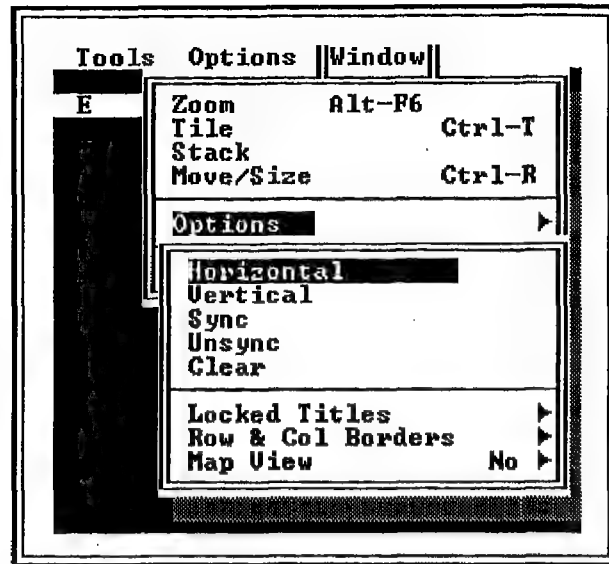 Tools Options Window
E
Zoom Alt-F6
Tile Ctrl-T
Stack
Move/Size Ctrl-R
Options
Horizontal
Vertical
Sync
Unsync
Clear
Locked Titles
Row & Col Borders
Map View No